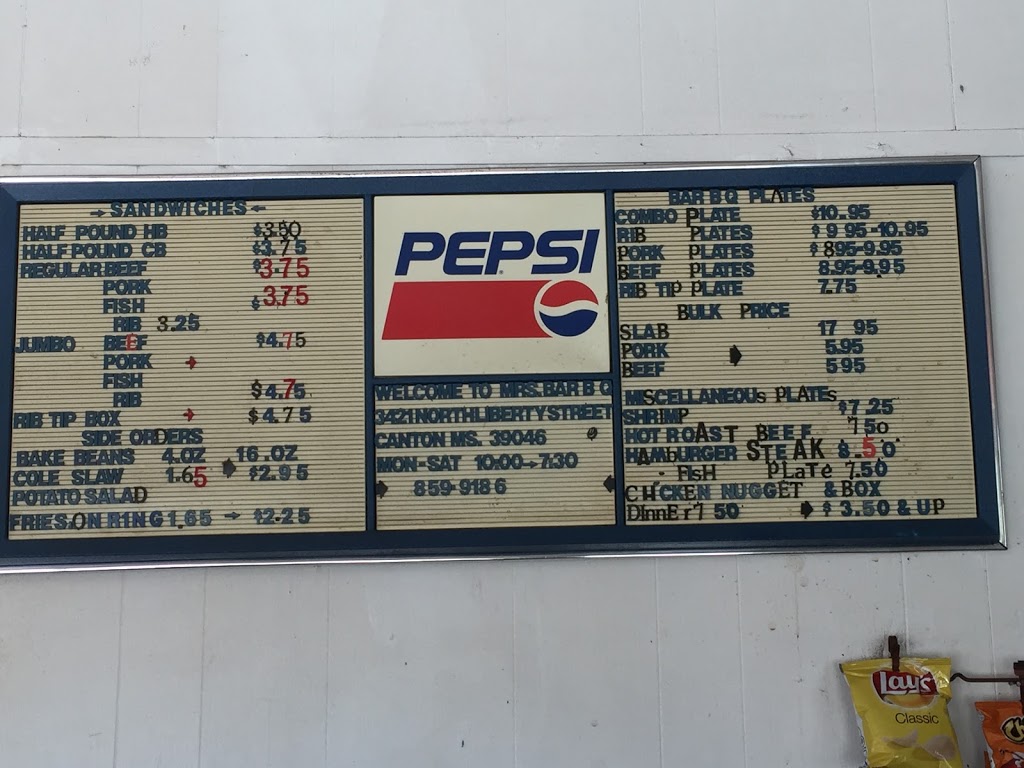 SANDWICHES
HALF POUND HB $3.50
HALF POUND CB $3.75
REGULAR BEEF $3.75
PORK
FISH $3.75
RIB 3.25
JUMBO BEEF $4.75
PORK
FISH
RIB $4.75
RIB TIP BOX $4.75
SIDE ORDERS
BAKE BEANS 4.OZ 16.OZ
COLE SLAW 1.65 $2.95
POTATO SALAD
FRIES.ON R1NG 1.65 → $2-25
PEPSI
WELCOME TO MRS.BAR B Q
3421 NORTH LIBERTY STREET
CANTON MS. 39046
MON-SAT 10:00→7:30
859-9186
BAR B Q PLATES
COMBO PLATE $10.95
RIB PLATES $9 95-10.95
PORK PLATES $895-9.95
BEEF PLATES 8.95-9.95
RIB TIP PLATE 7.75
BULK PRICE
SLAB 17 95
PORK 5.95
BEEF 5 95
MISCELLANEOUs PLATEs
SHRIMP $7.25
HOT ROAST BEEF 7 50
HAMBURGER STEAK 8.50
- FIsH PLaTe 7.50
CHICKEN NUGGET & BOX
DInnEr 7 50 $ 3.50 & UP
Lay's
Classic